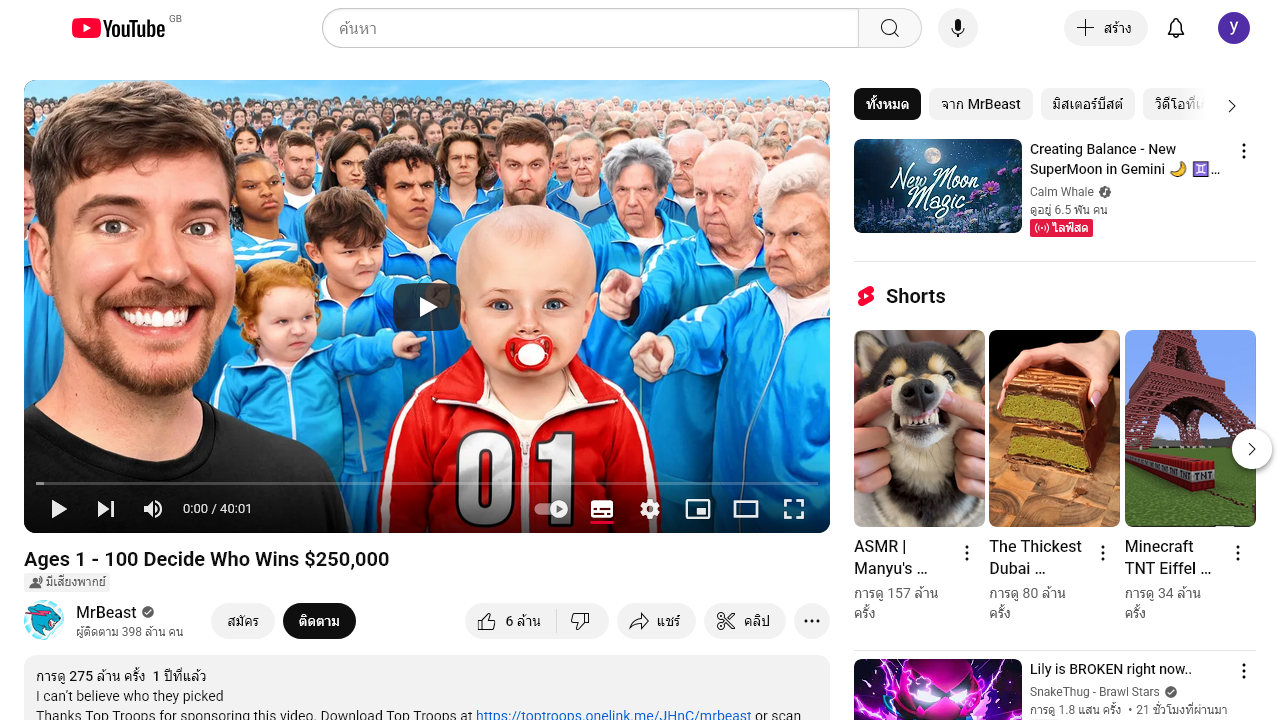 YouTube GB
ค้นหา
สร้าง
y
01
0:00 / 40:01
Ages 1 - 100 Decide Who Wins $250,000
มีเสียงพากย์
MrBeast
ผู้ติดตาม 398 ล้าน คน
สมัคร
ติดตาม
6 ล้าน
แชร์
คลิป
การดู 275 ล้าน ครั้ง 1 ปีที่แล้ว
I can’t believe who they picked
Thanks Top Troops for sponsoring this video. Download Top Troops at https://toptroops.onelink.me/JHnC/mrbeast or scan
ทั้งหมด
จาก MrBeast
มิสเตอร์บีสต์
วิดีโอที่เ
New Moon
Magic
Creating Balance - New
SuperMoon in Gemini 🌙 ♊...
Calm Whale
ดูอยู่ 6.5 พัน คน
ไลฟ์สด
Shorts
TNT TNT TNT
TNT
ASMR |
Manyu's ...
การดู 157 ล้าน
ครั้ง
The Thickest
Dubai ...
การดู 80 ล้าน
ครั้ง
Minecraft
TNT Eiffel ...
การดู 34 ล้าน
ครั้ง
Lily is BROKEN right now..
SnakeThug - Brawl Stars
การดู 1.8 แสน ครั้ง • 21 ชั่วโมงที่ผ่านมา